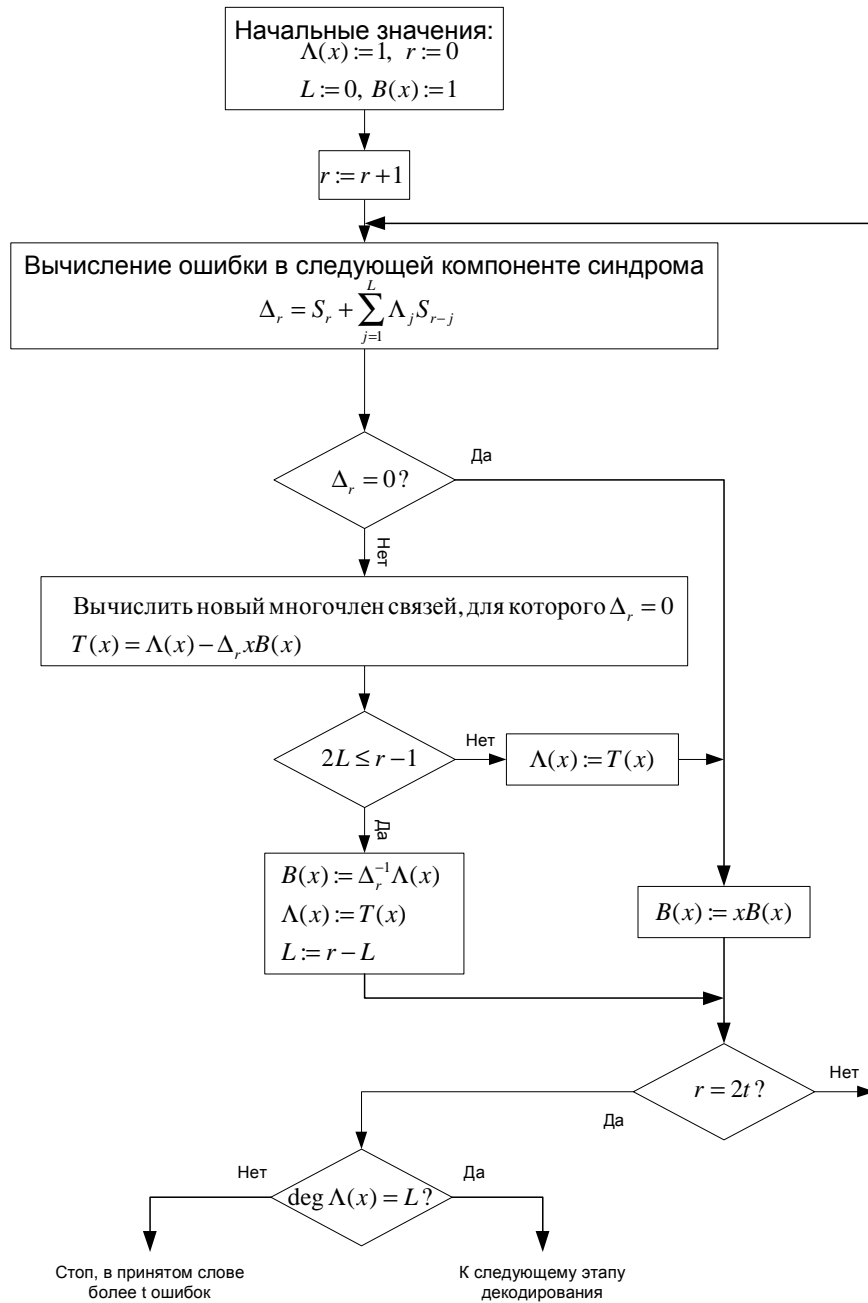 Начальные значения:
Λ(x) := 1, r := 0
L := 0, B(x) := 1
r := r + 1
Вычисление ошибки в следующей компоненте синдрома
Δ_r = S_r + ∑_{j=1}^{L} Λ_j S_{r−j}
Δ_r = 0 ?
Да
Нет
Вычислить новый многочлен связей, для которого Δ_r = 0
T(x) = Λ(x) − Δ_r xB(x)
2L ≤ r − 1
Нет
Λ(x) := T(x)
Да
B(x) := Δ_r^{−1} Λ(x)
Λ(x) := T(x)
L := r − L
B(x) := xB(x)
r = 2t ?
Нет
Да
deg Λ(x) = L ?
Нет
Да
Стоп, в принятом слове
более t ошибок
К следующему этапу
декодирования